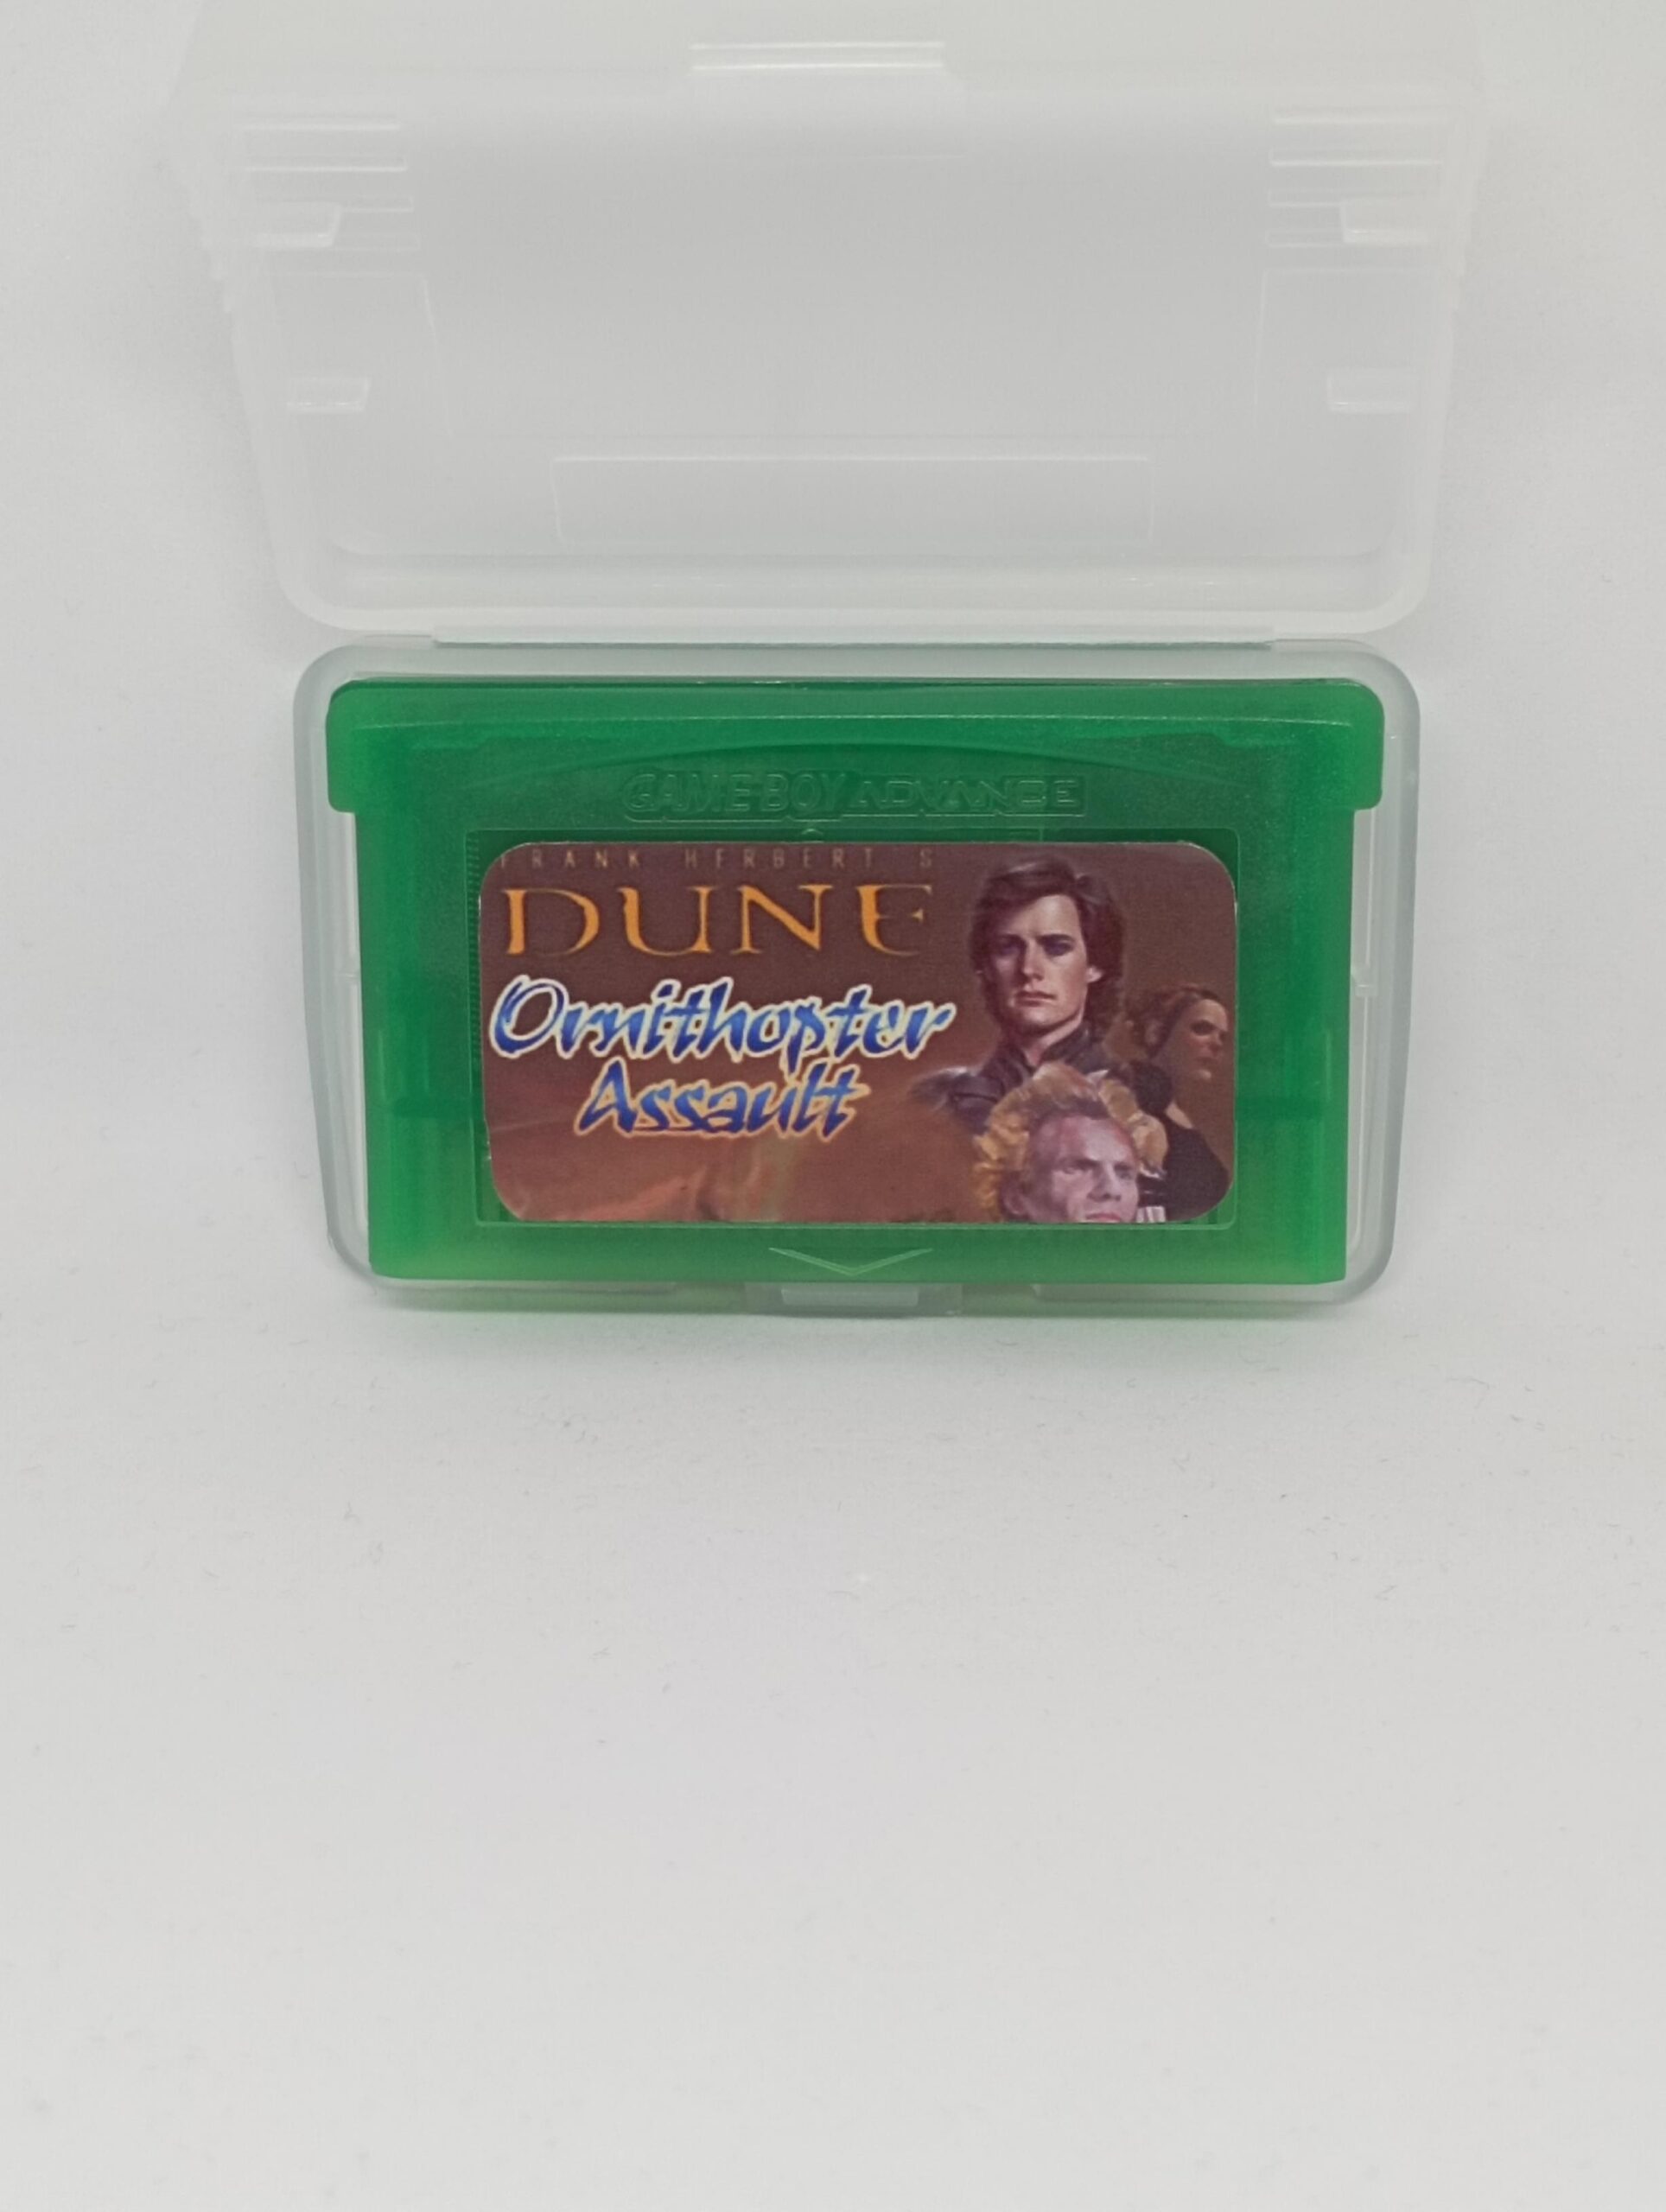 GAME BOY ADVANCE
FRANK HERBERT'S
DUNE
Ornithopter
Assault